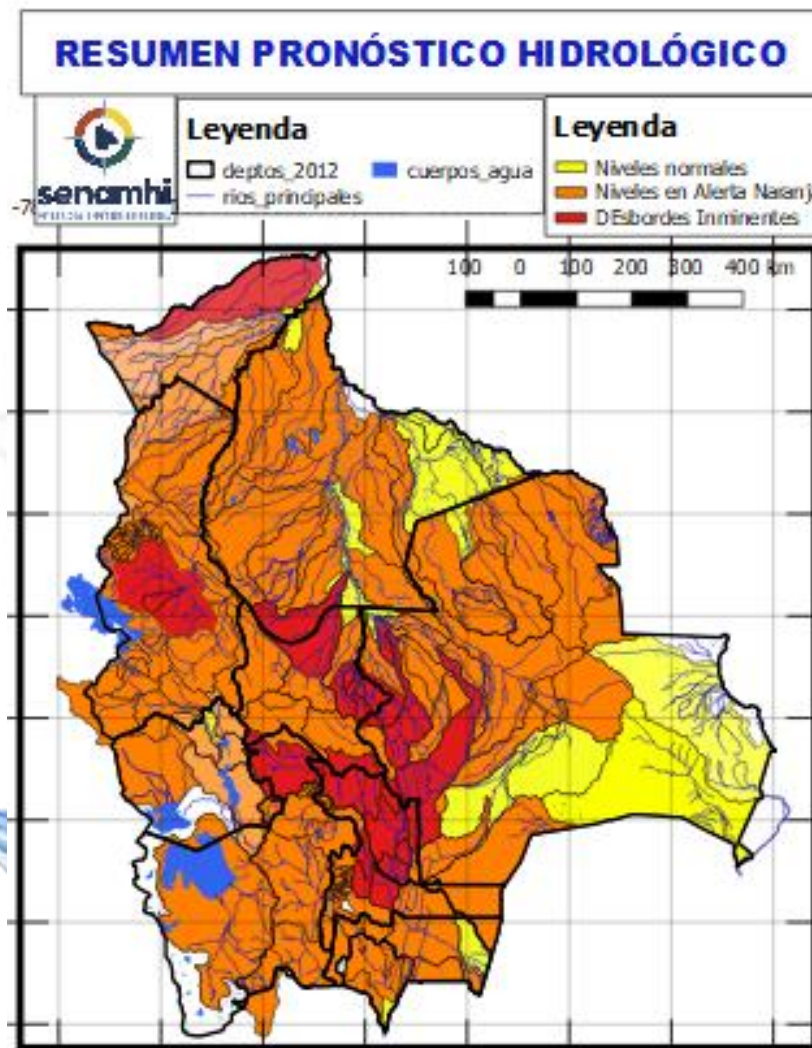 RESUMEN PRONÓSTICO HIDROLÓGICO
senamhi
Leyenda
deptos_2012
cuerpos_agua
rios_principales
Leyenda
Niveles normales
Niveles en Alerta Naranj
DEsbordes Inminentes
100 0 100 200 300 400 km